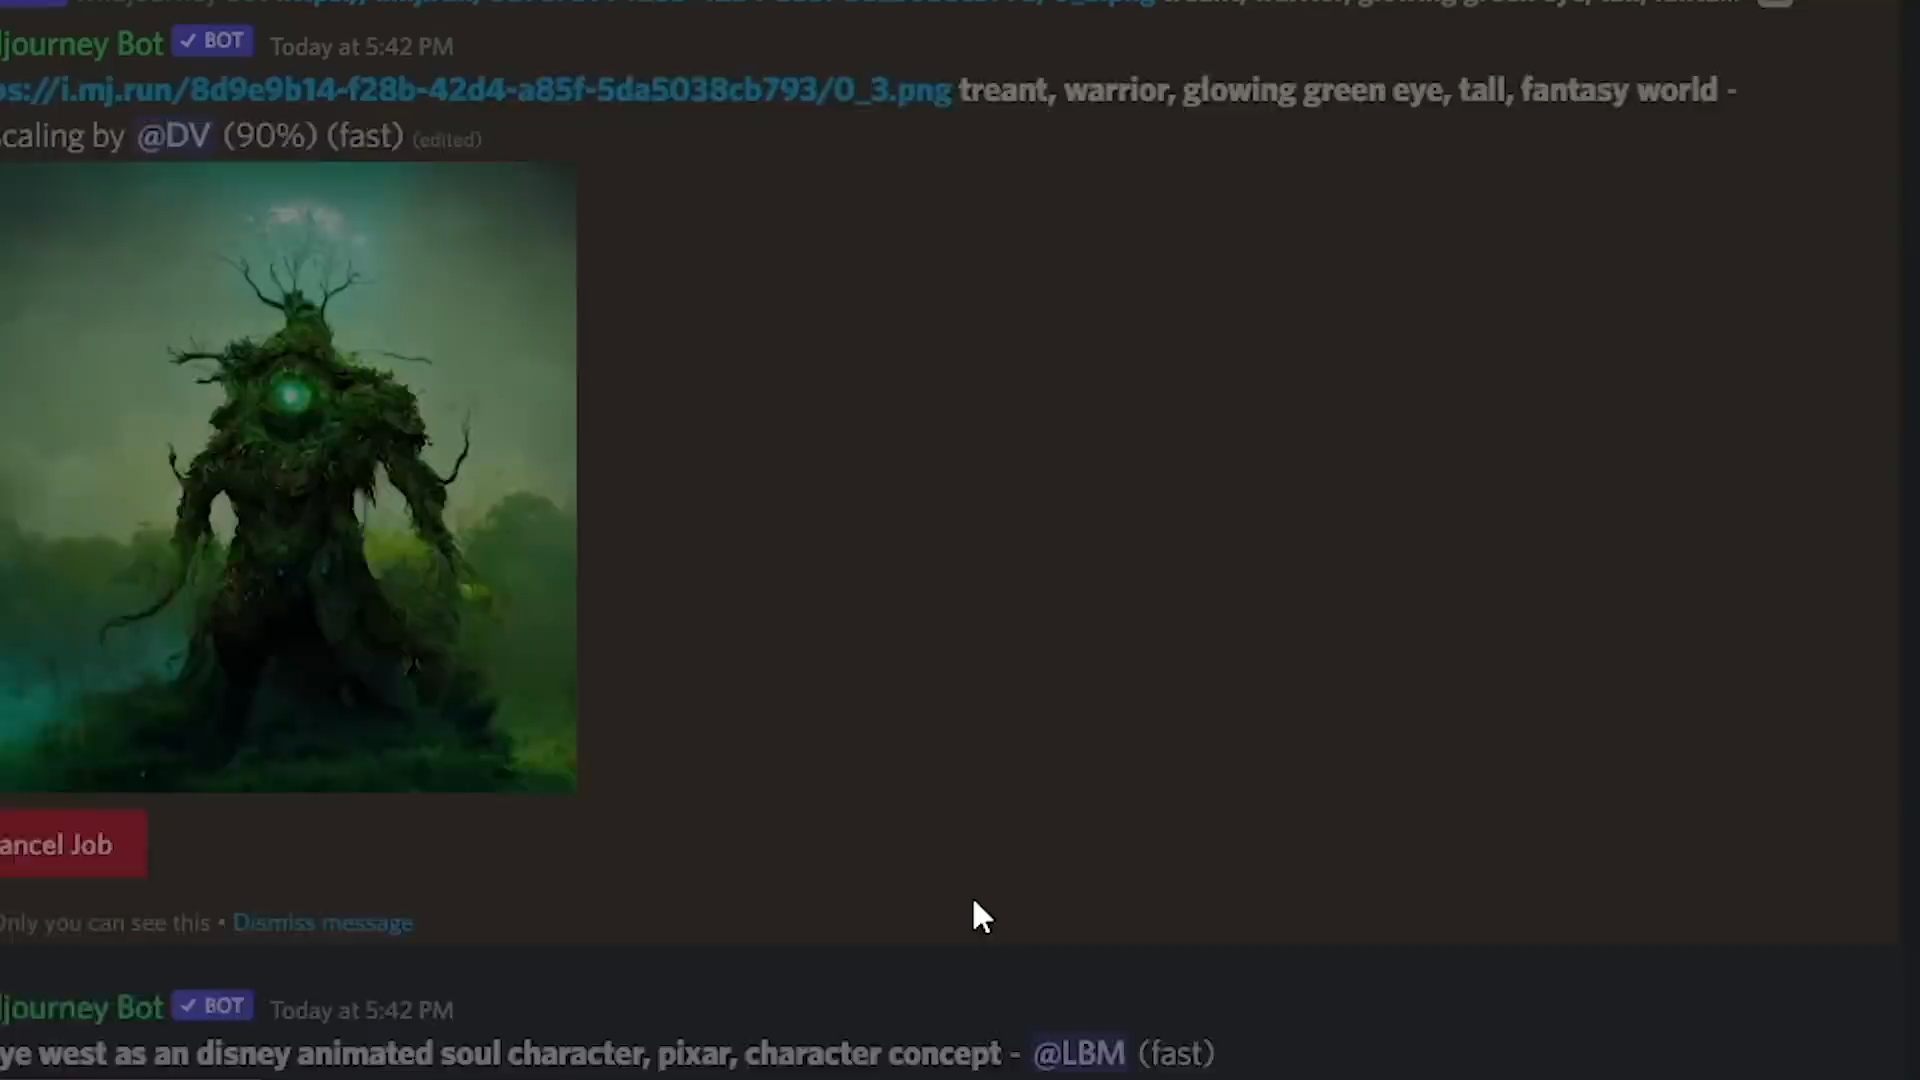 journey Bot ✓ BOT Today at 5:42 PM
ps://i.mj.run/8d9e9b14-f28b-42d4-a85f-5da5038cb793/0_3.png treant, warrior, glowing green eye, tall, fantasy world -
caling by @DV (90%) (fast) (edited)
ancel Job
Only you can see this • Dismiss message
journey Bot ✓ BOT Today at 5:42 PM
ye west as an disney animated soul character, pixar, character concept - @LBM (fast)